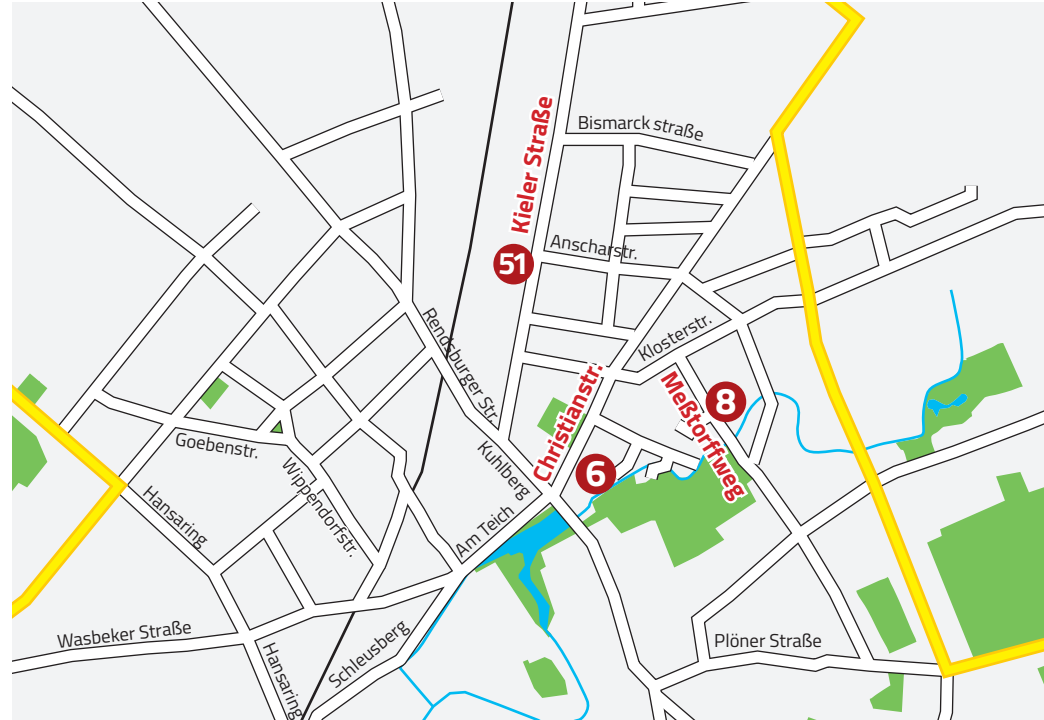 Bismarck straße
Kieler Straße
Anscharstr.
51
Rendsburger Str.
Klosterstr.
Christianstr.
Meßtorffweg
8
Goebenstr.
Kuhlberg
6
Wippendorfstr.
Hansaring
Am Teich
Wasbeker Straße
Schleusberg
Plöner Straße
Hansaring